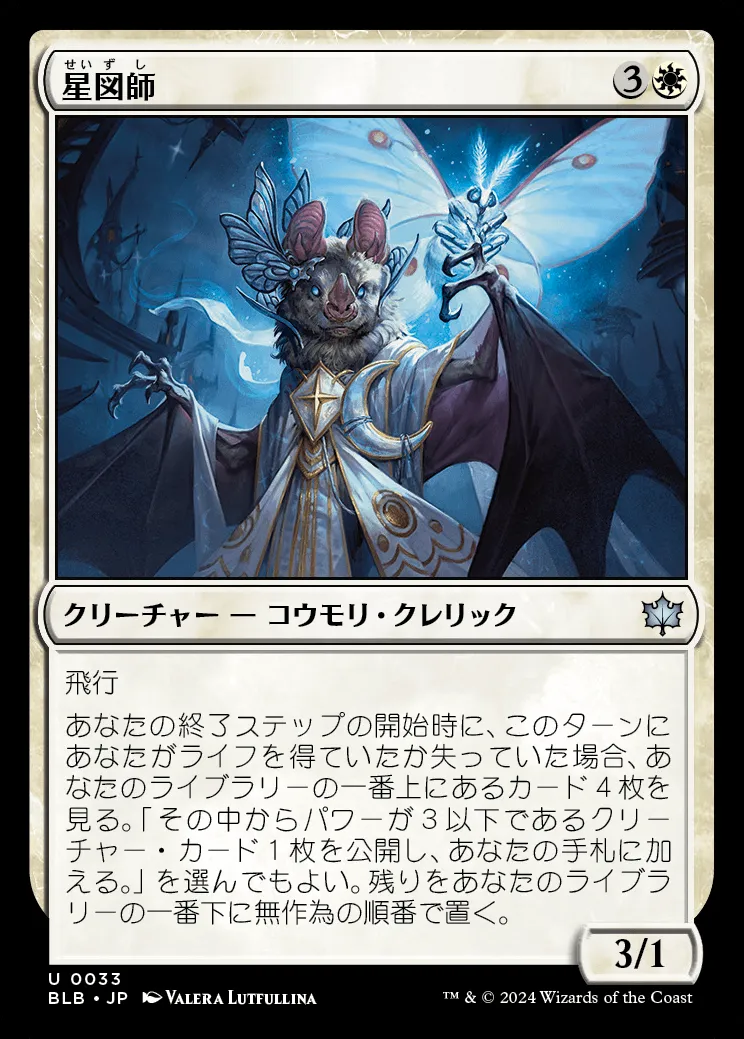 せいずし
星図師
3
クリーチャー — コウモリ・クレリック
飛行
あなたの終了ステップの開始時に、このターンに
あなたがライフを得ていたか失っていた場合、あ
なたのライブラリーの一番上にあるカード４枚を
見る。「その中からパワーが３以下であるクリー
チャー・カード１枚を公開し、あなたの手札に加
える。」を選んでもよい。残りをあなたのライブラ
リーの一番下に無作為の順番で置く。
3/1
U 0033
BLB • JP Valera Lutfullina
™ & © 2024 Wizards of the Coast